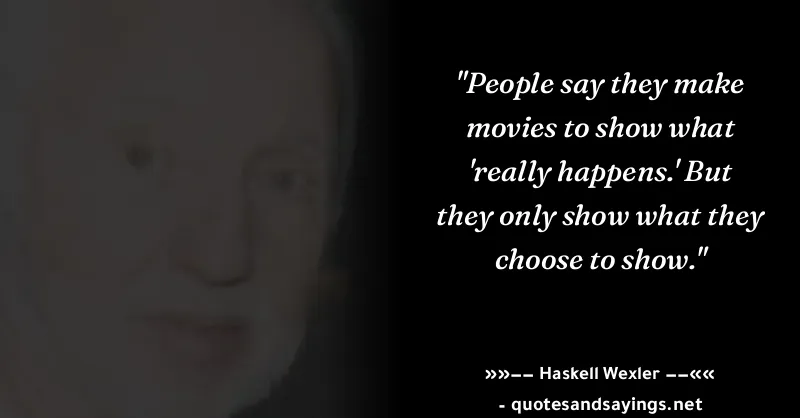 "People say they make
movies to show what
'really happens.' But
they only show what they
choose to show."
»»−− Haskell Wexler −−««
- quotesandsayings.net